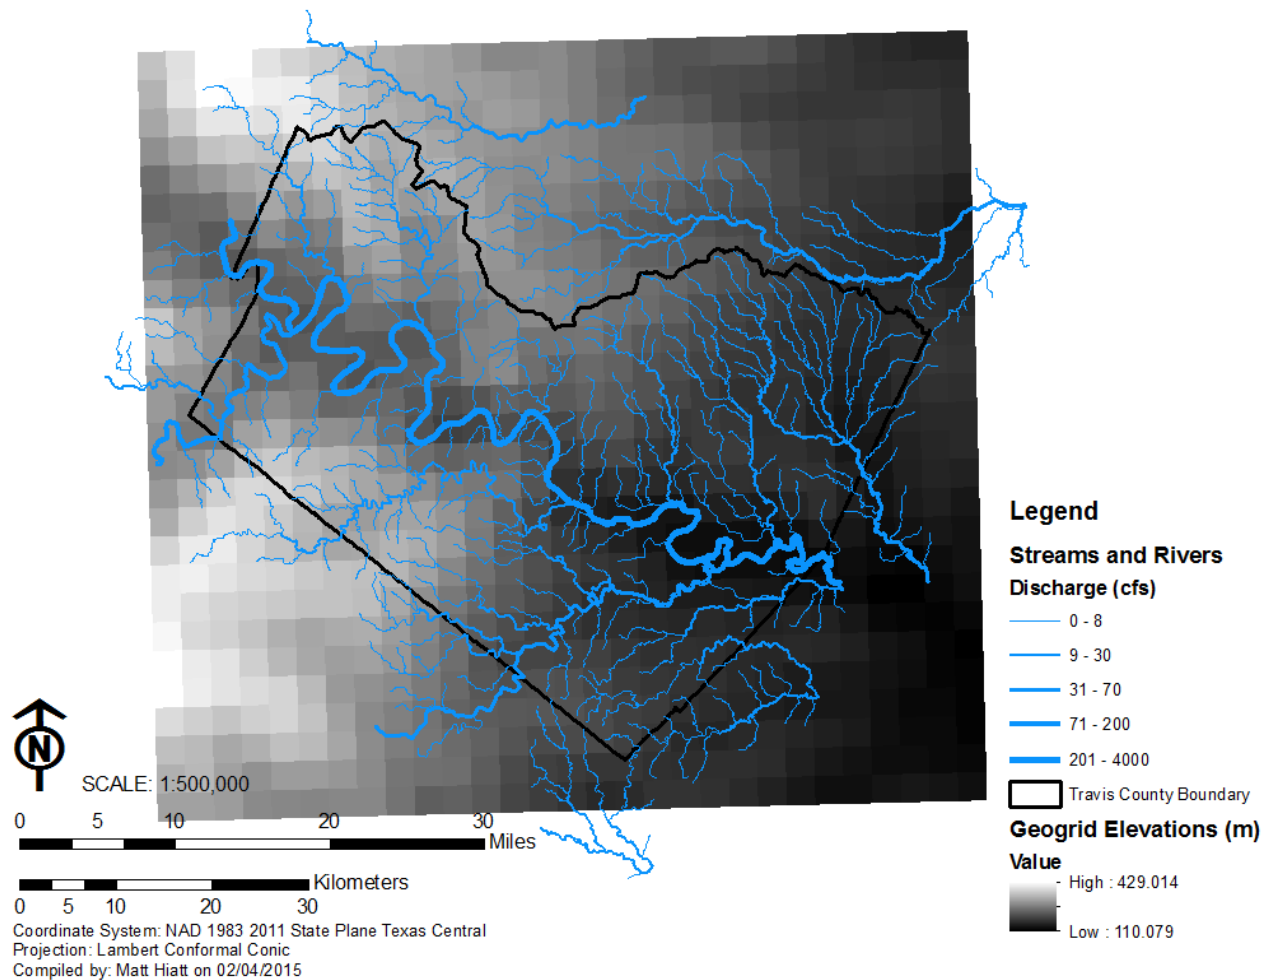 Legend
Streams and Rivers
Discharge (cfs)
0 - 8
9 - 30
31 - 70
71 - 200
201 - 4000
Travis County Boundary
Geogrid Elevations (m)
Value
High : 429.014
Low : 110.079
N
SCALE: 1:500,000
0 5 10 20 30
Miles
Kilometers
0 5 10 20 30
Coordinate System: NAD 1983 2011 State Plane Texas Central
Projection: Lambert Conformal Conic
Compiled by: Matt Hiatt on 02/04/2015